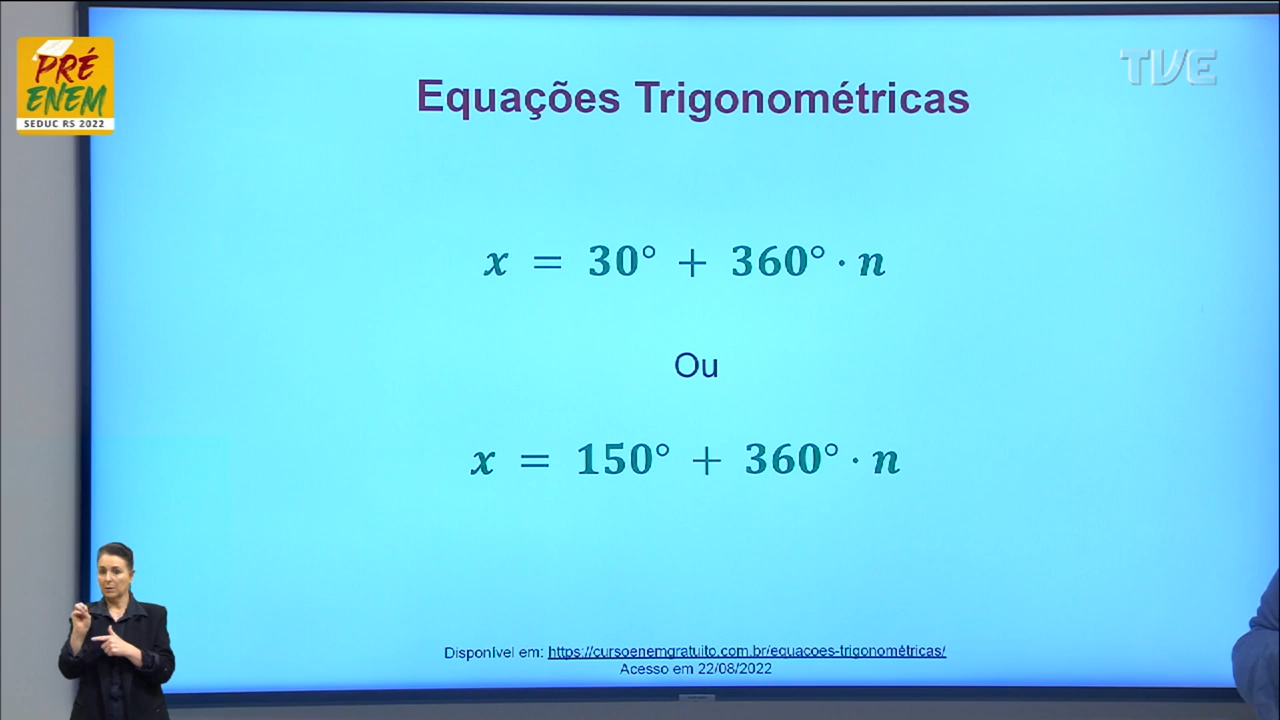 PRÉ
ENEM
SEDUC RS 2022
TVE
Equações Trigonométricas
x = 30° + 360° · n
Ou
x = 150° + 360° · n
Disponível em: https://cursoenemgratuito.com.br/equacoes-trigonométricas/
Acesso em 22/08/2022